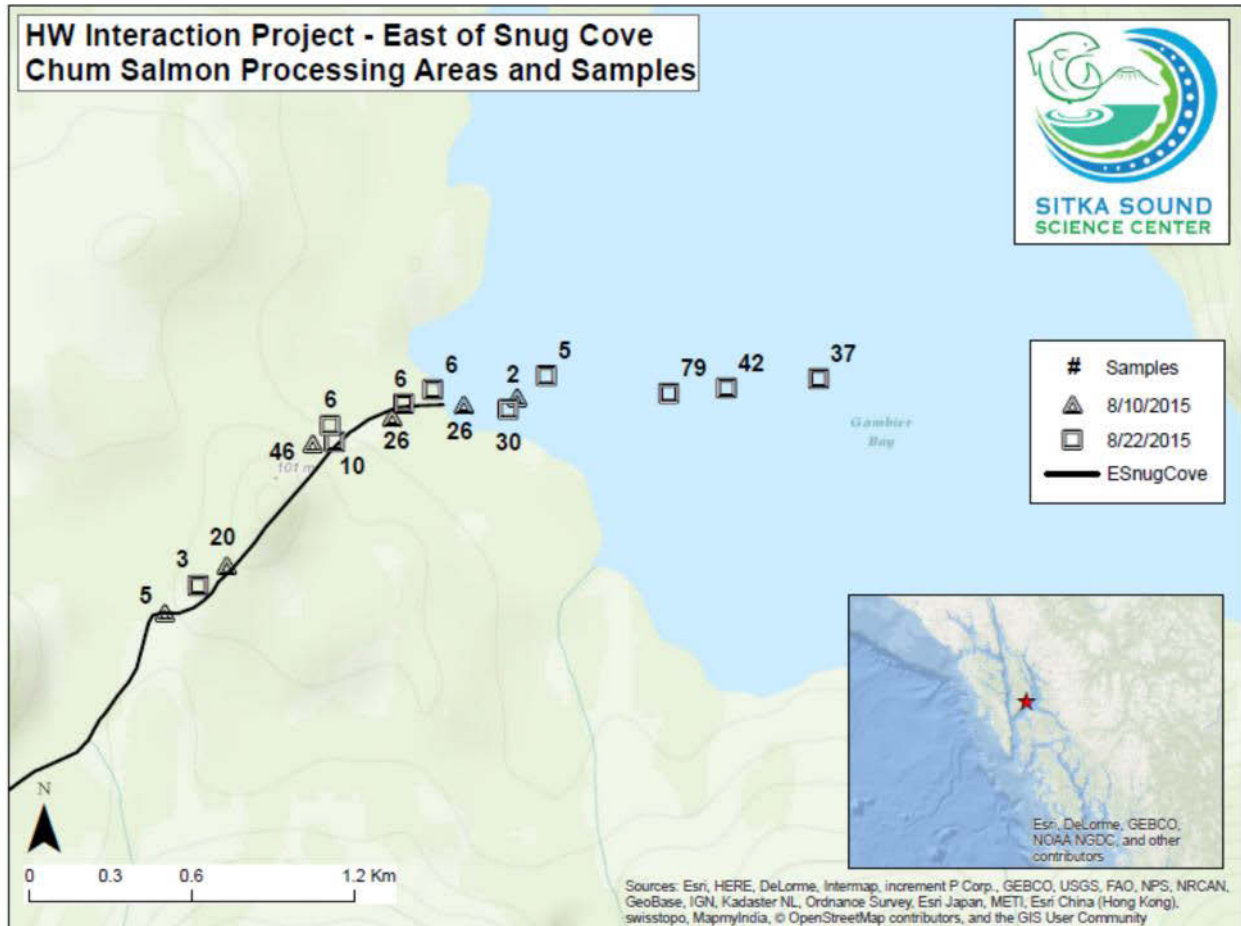 HW Interaction Project - East of Snug Cove
Chum Salmon Processing Areas and Samples
SITKA SOUND
SCIENCE CENTER
# Samples
8/10/2015
8/22/2015
ESnugCove
37
42
79
5
2
6
6
6
26
26
30
46
10
101 m
Gambier
Bay
20
3
5
N
0 0.3 0.6 1.2 Km
Esri, DeLorme, GEBCO,
NOAA NGDC, and other
contributors
Sources: Esri, HERE, DeLorme, Intermap, increment P Corp., GEBCO, USGS, FAO, NPS, NRCAN,
GeoBase, IGN, Kadaster NL, Ordnance Survey, Esri Japan, METI, Esri China (Hong Kong),
swisstopo, MapmyIndia, © OpenStreetMap contributors, and the GIS User Community